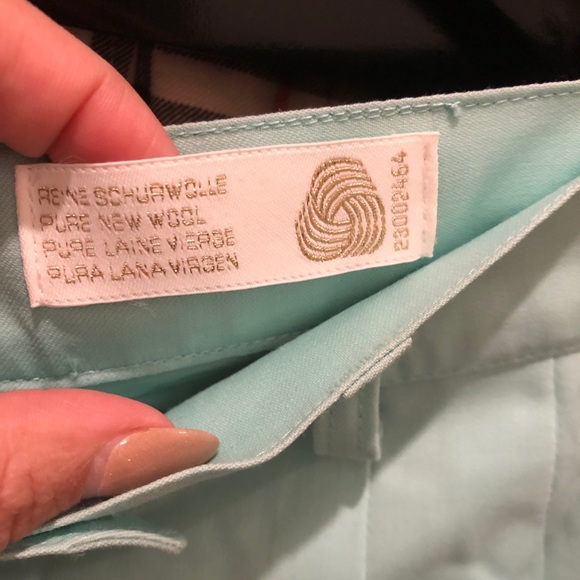 REINE SCHURWOLLE
PURE NEW WOOL
PURE LAINE VIERGE
PURA LANA VIRGEN
23002464